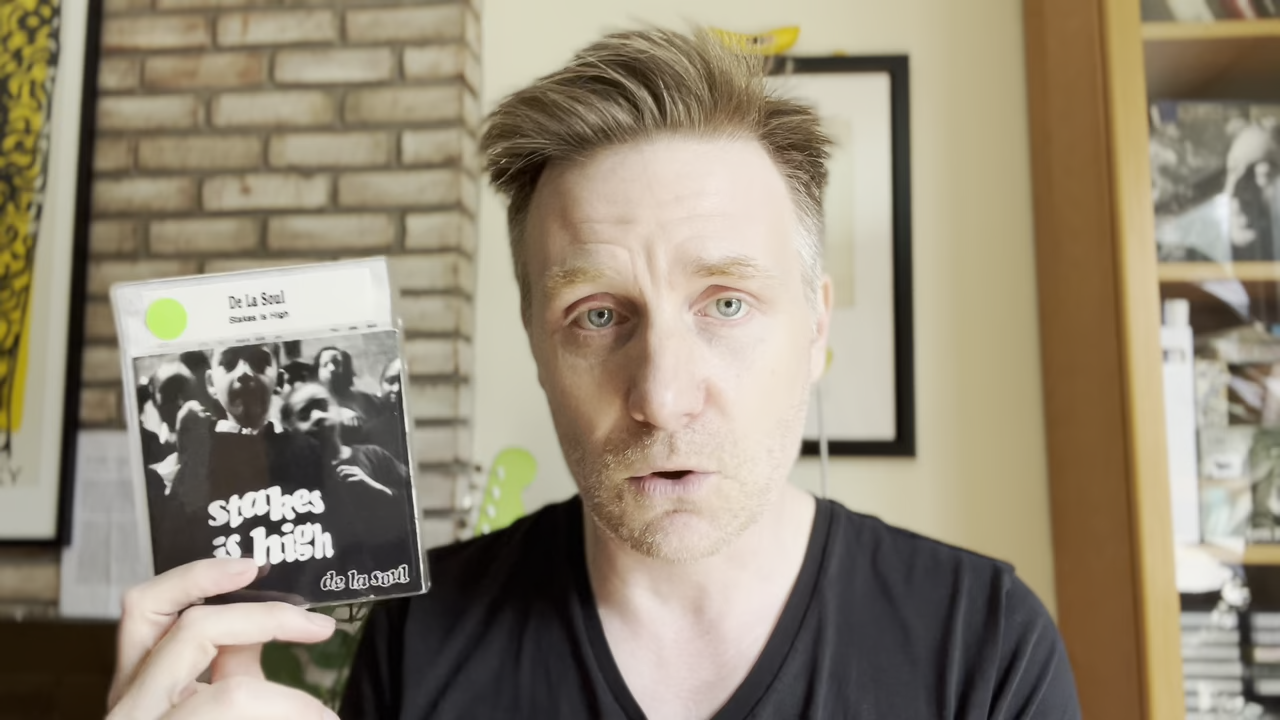 De La Soul
Stakes is High
stakes
is high
de la soul